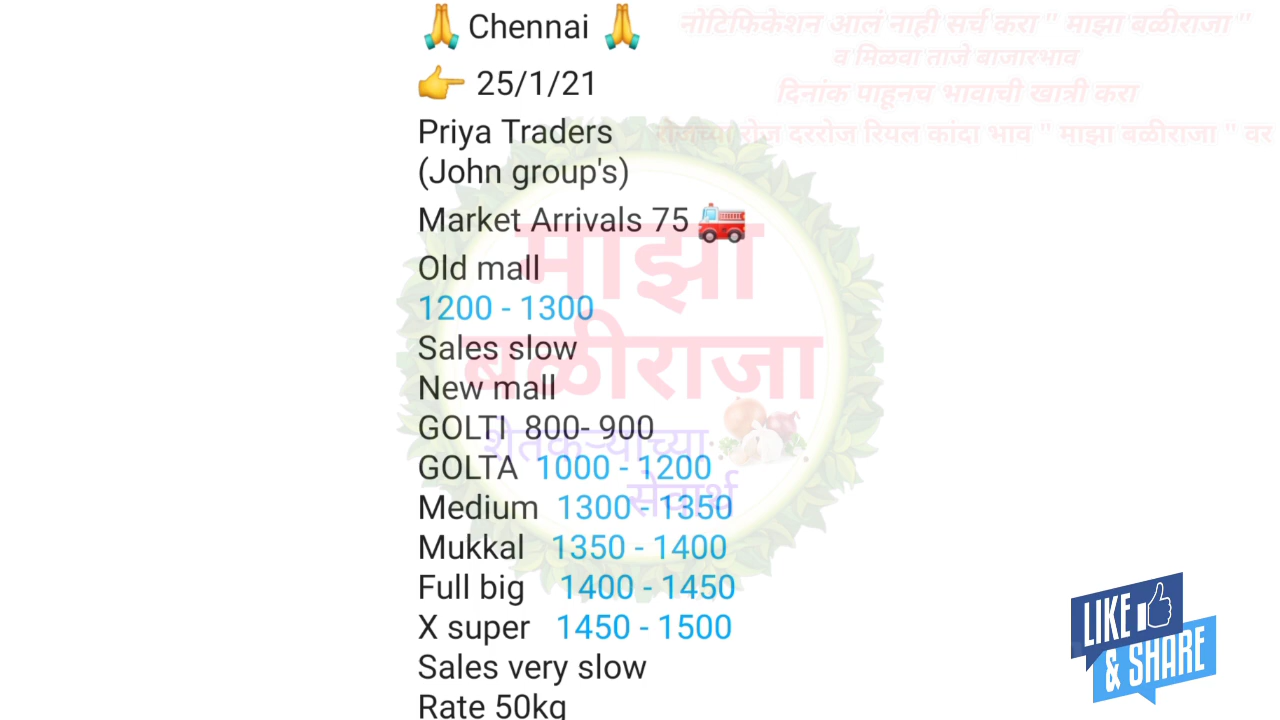 🙏 Chennai 🙏
👉 25/1/21
Priya Traders
(John group's)
Market Arrivals 75 🚒
Old mall
1200 - 1300
Sales slow
New mall
GOLTI 800- 900
GOLTA 1000 - 1200
Medium 1300 - 1350
Mukkal 1350 - 1400
Full big 1400 - 1450
X super 1450 - 1500
Sales very slow
Rate 50kg
नोटिफिकेशन आलं नाही सर्च करा " माझा बळीराजा "
व मिळवा ताजे बाजारभाव
दिनांक पाहूनच भावाची खात्री करा
रोजच्या रोज दररोज रियल कांदा भाव " माझा बळीराजा " वर
माझा
बळीराजा
शेतकऱ्यांच्या
सेवार्थ
LIKE
& SHARE